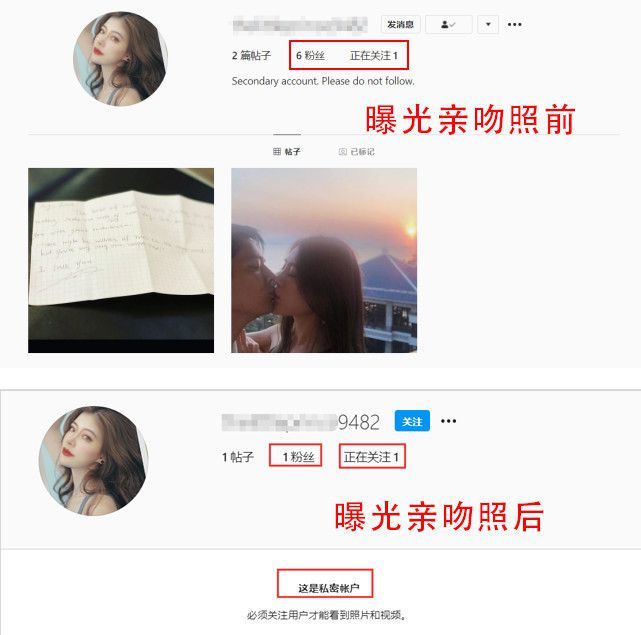 发消息
2 篇帖子 6 粉丝 正在关注 1
Secondary account. Please do not follow.
曝光亲吻照前
帖子 已标记
I love you
9482 关注
1 帖子 1 粉丝 正在关注 1
曝光亲吻照后
这是私密帐户
必须关注用户才能看到照片和视频。